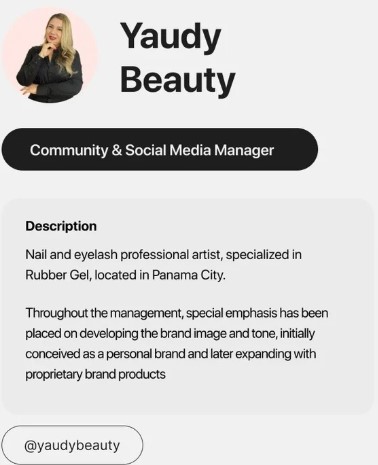 Yaudy
Beauty
Community & Social Media Manager
Description
Nail and eyelash professional artist, specialized in
Rubber Gel, located in Panama City.
Throughout the management, special emphasis has been
placed on developing the brand image and tone, initially
conceived as a personal brand and later expanding with
proprietary brand products
@yaudybeauty